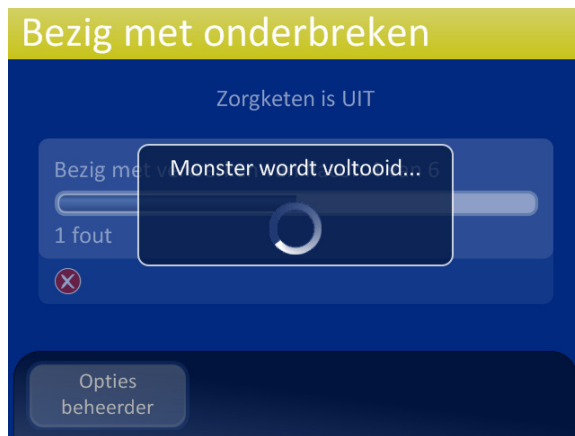 Bezig met onderbreken
Zorgketen is UIT
Bezig met
6
Monster wordt voltooid...
1 fout
Opties
beheerder